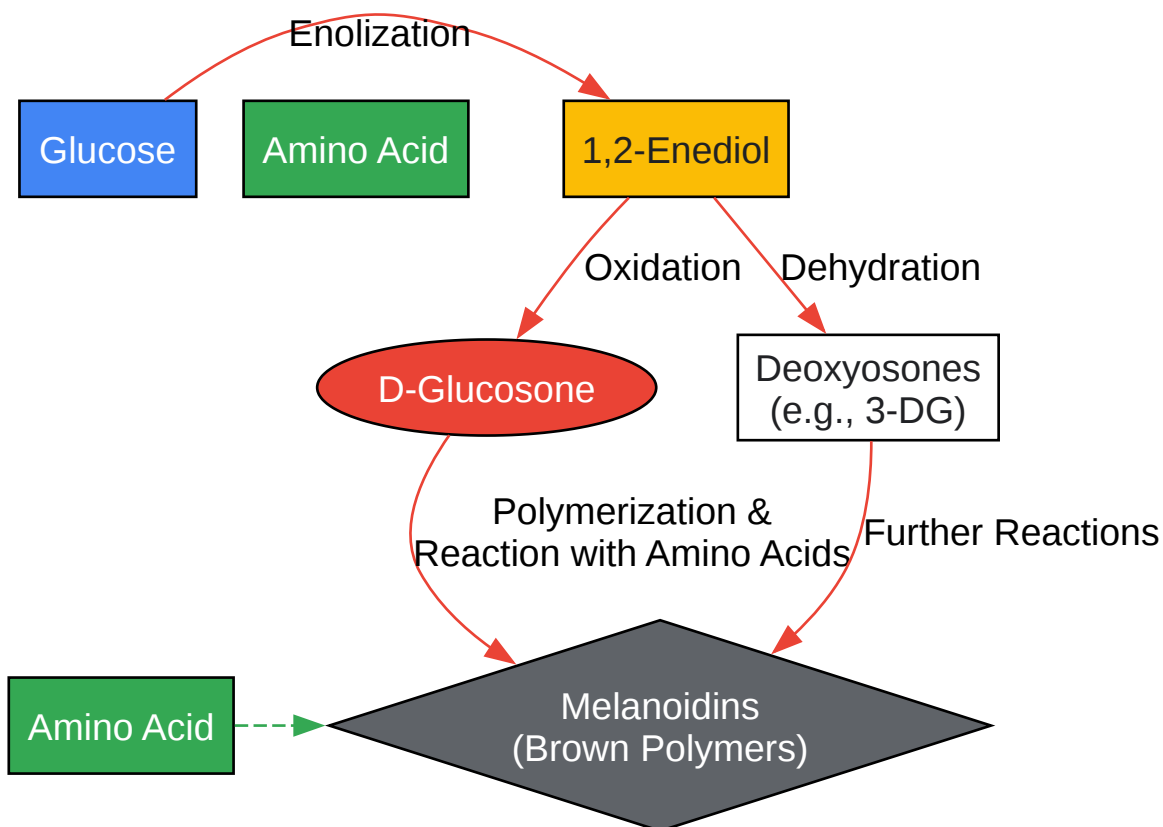 Enolization
Glucose
Amino Acid
1,2-Enediol
Oxidation
Dehydration
D-Glucosone
Deoxyosones
(e.g., 3-DG)
Polymerization &
Reaction with Amino Acids
Further Reactions
Amino Acid
Melanoidins
(Brown Polymers)